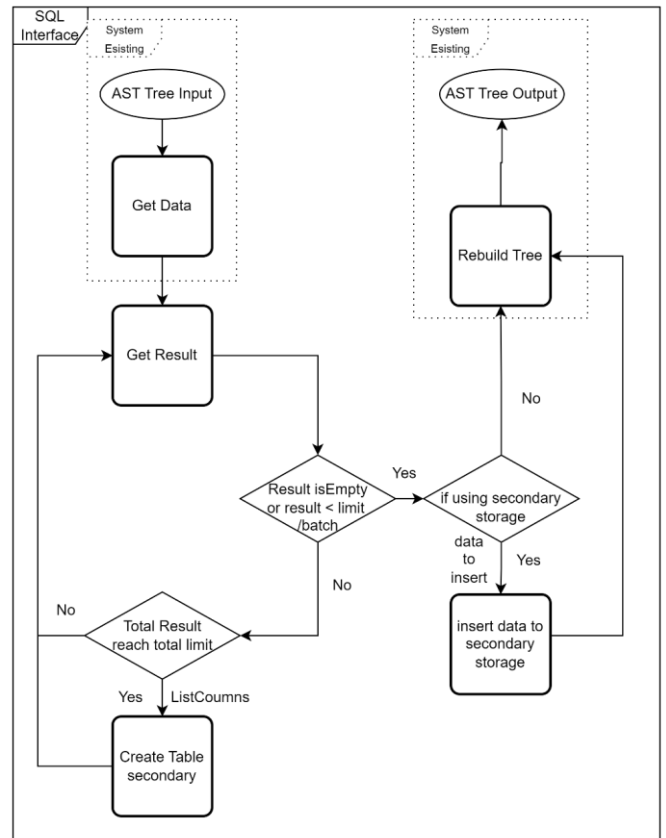 SQL
Interface
System
Esisting
AST Tree Input
Get Data
System
Esisting
AST Tree Output
Rebuild Tree
Get Result
No
Result isEmpty
or result < limit
/batch
Yes
if using secondary
storage
data
to
insert
Yes
No
No
Total Result
reach total limit
insert data to
secondary
storage
Yes
ListCoumns
Create Table
secondary